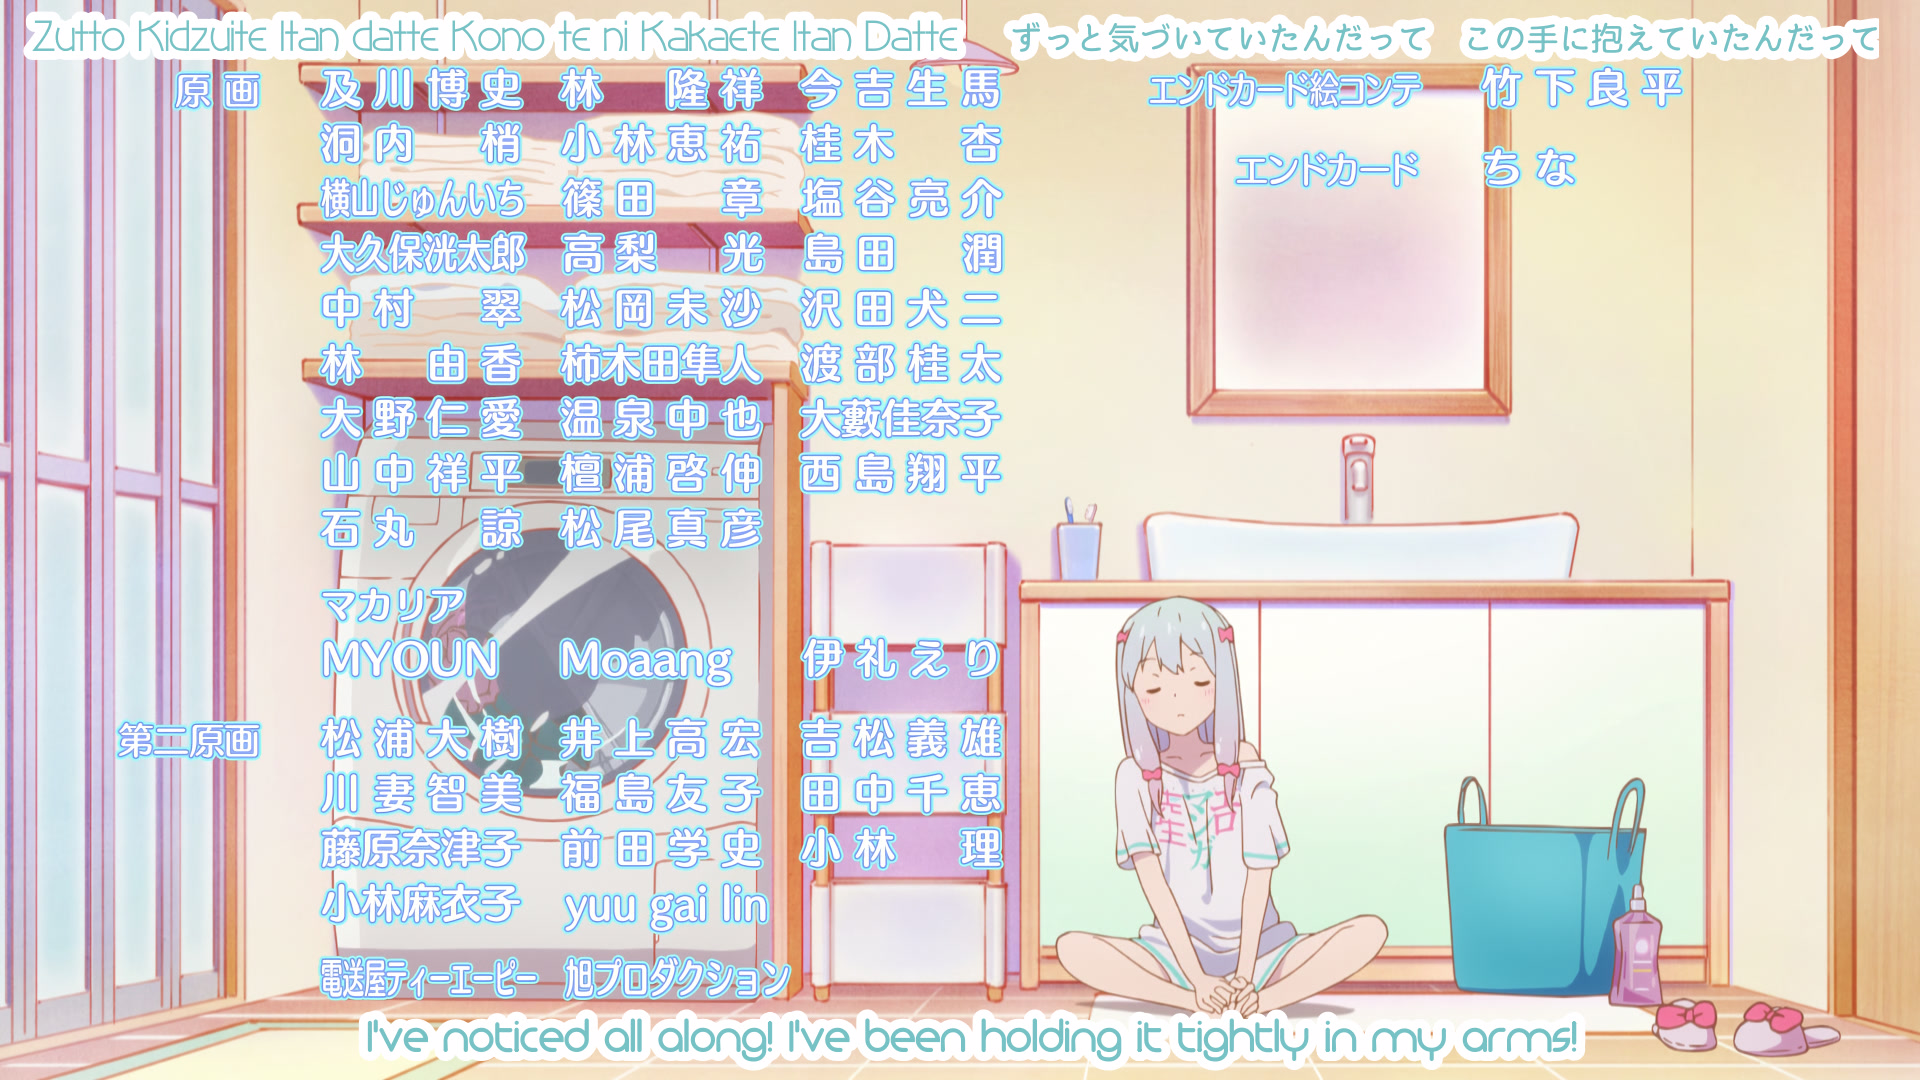 Zutto Kidzuite Itan datte Kono te ni Kakaete Itan Datte ずっと気づいていたんだって この手に抱えていたんだって
原画 及川博史 林隆祥 今吉生馬
洞内梢 小林恵祐 桂木杏
横山じゅんいち 篠田章 塩谷亮介
大久保洸太郎 高梨光 島田潤
中村翠 松岡未沙 沢田犬二
林由香 柿木田隼人 渡部桂太
大野仁愛 温泉中也 大藪佳奈子
山中祥平 檀浦啓伸 西島翔平
石丸諒 松尾真彦
マカリア
MYOUN Moaang 伊礼えり
第二原画 松浦大樹 井上高宏 吉松義雄
川妻智美 福島友子 田中千恵
藤原奈津子 前田学史 小林理
小林麻衣子 yuu gai lin
電送屋ティーエーピー 旭プロダクション
エンドカード絵コンテ 竹下良平
エンドカード ちな
マンガ
I've noticed all along! I've been holding it tightly in my arms!